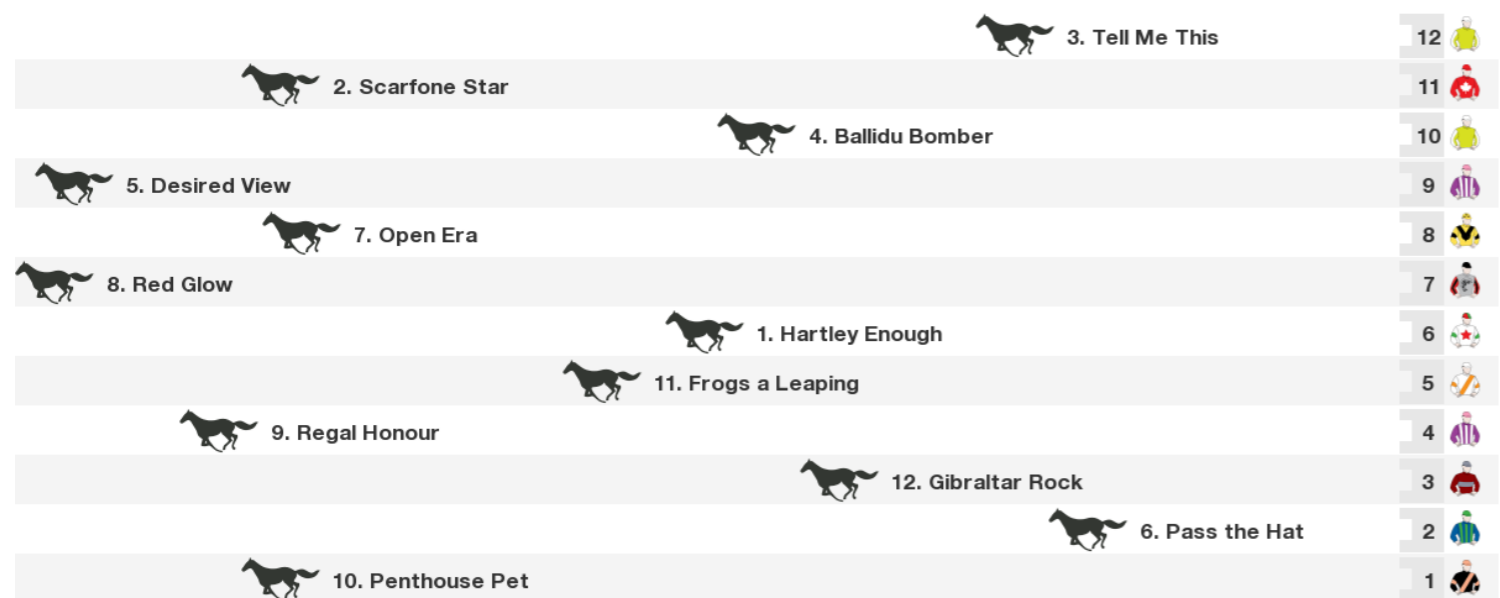 3. Tell Me This 12
2. Scarfone Star 11
4. Ballidu Bomber 10
5. Desired View 9
7. Open Era 8
8. Red Glow 7
1. Hartley Enough 6
11. Frogs a Leaping 5
9. Regal Honour 4
12. Gibraltar Rock 3
6. Pass the Hat 2
10. Penthouse Pet 1